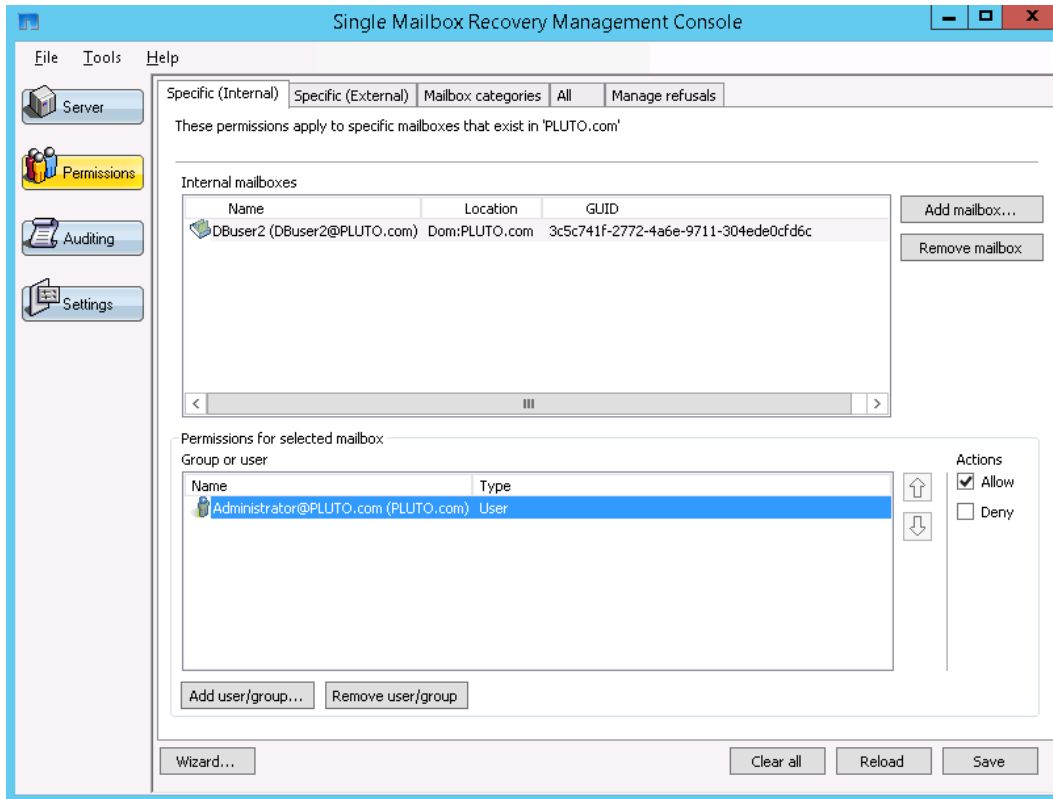 Single Mailbox Recovery Management Console
File Tools Help
Server
Permissions
Auditing
Settings
Specific (Internal) Specific (External) Mailbox categories All Manage refusals
These permissions apply to specific mailboxes that exist in 'PLUTO.com'
Internal mailboxes
Name Location GUID
DBuser2 (DBuser2@PLUTO.com) Dom:PLUTO.com 3c5c741f-2772-4a6e-9711-304ede0cfd6c
Add mailbox...
Remove mailbox
Permissions for selected mailbox
Group or user
Name Type
Administrator@PLUTO.com (PLUTO.com) User
Actions
Allow
Deny
Add user/group... Remove user/group
Wizard... Clear all Reload Save